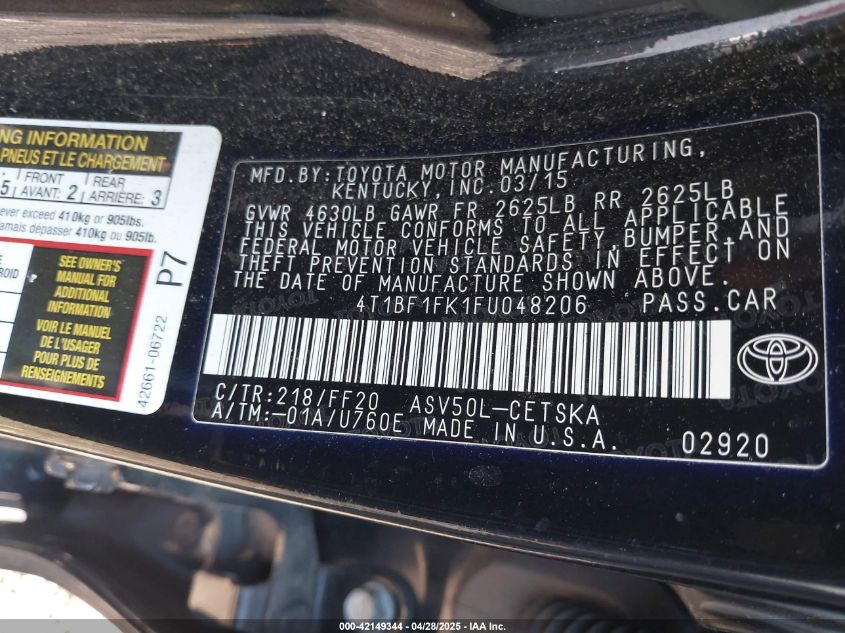 NG INFORMATION
PNEUS ET LE CHARGEMENT
5 FRONT AVANT: 2 REAR ARRIÈRE: 3
ever exceed 410kg or 905lbs.
amais dépasser 410kg ou 905lb.
SEE OWNER'S
MANUAL FOR
ADDITIONAL
INFORMATION
VOIR LE MANUEL
DE L'USAGER
POUR PLUS DE
RENSEIGNEMENTS
P7
42661-06722
MFD. BY: TOYOTA MOTOR MANUFACTURING,
KENTUCKY, INC. 03/15
GVWR 4630LB GAWR FR 2625LB RR 2625LB
THIS VEHICLE CONFORMS TO ALL APPLICABLE
FEDERAL MOTOR VEHICLE SAFETY, BUMPER AND
THEFT PREVENTION STANDARDS IN EFFECT ON
THE DATE OF MANUFACTURE SHOWN ABOVE.
4T1BF1FK1FU048206 PASS.CAR
C/TR:218/FF20 ASV50L-CETSKA
A/TM:-01A/U760E MADE IN U.S.A. 02920
000-42149344 | 04/28/2025 - IAA Inc.